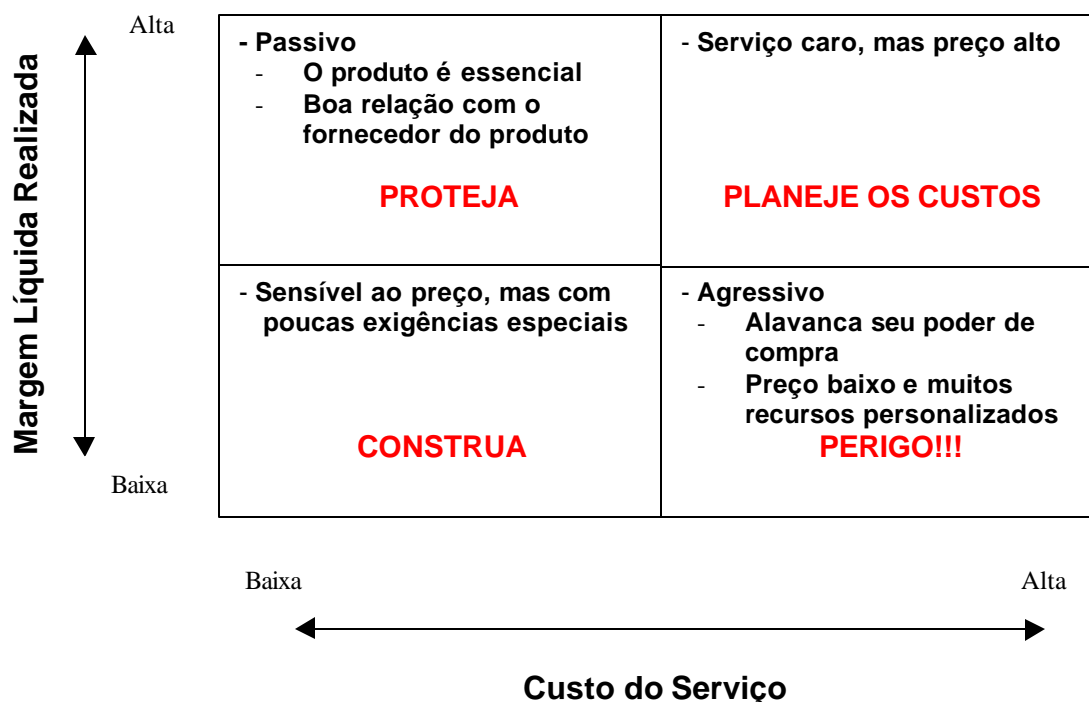 Alta
Margem Líquida Realizada
- Passivo
- O produto é essencial
- Boa relação com o
fornecedor do produto
PROTEJA
- Serviço caro, mas preço alto
PLANEJE OS CUSTOS
- Sensível ao preço, mas com
poucas exigências especiais
CONSTRUA
- Agressivo
- Alavanca seu poder de
compra
- Preço baixo e muitos
recursos personalizados
PERIGO!!!
Baixa
Baixa
Alta
Custo do Serviço